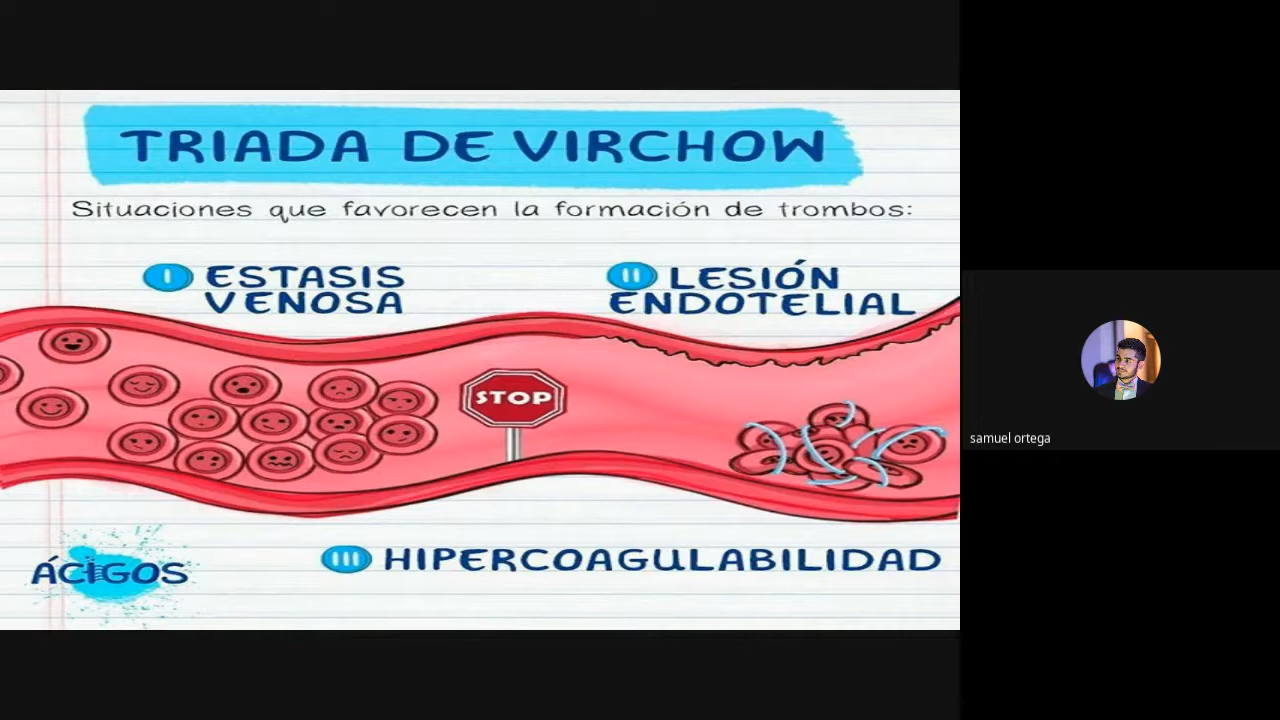 TRIADA DE VIRCHOW
Situaciones que favorecen la formación de trombos:
I ESTASIS
VENOSA
II LESIÓN
ENDOTELIAL
STOP
III HIPERCOAGULABILIDAD
ÁCIGOS
samuel ortega